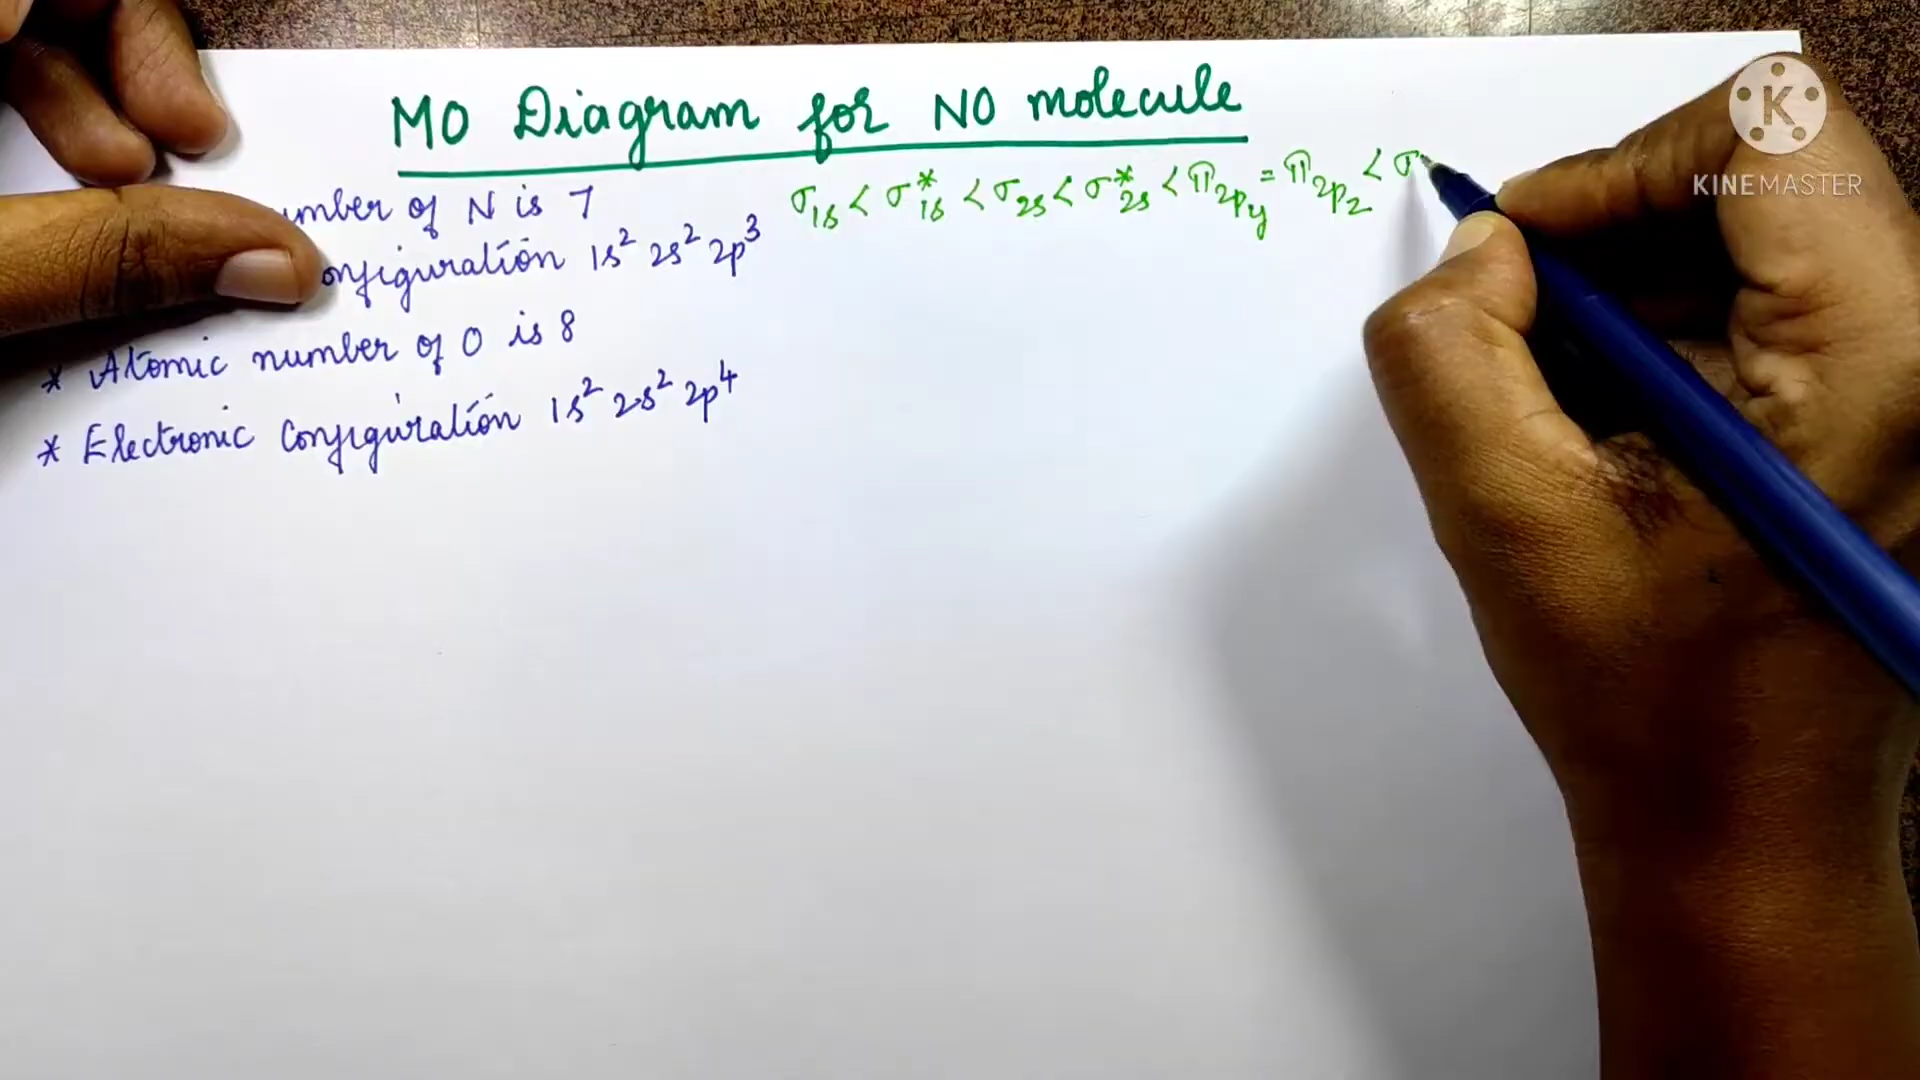 MO Diagram for NO molecule
umber of N is 7
onfiguration 1s² 2s² 2p³
σ1s < σ*1s < σ2s < σ*2s < π2py = π2pz < σ
* Atomic number of O is 8
* Electronic Configuration 1s² 2s² 2p⁴
K
KINEMASTER